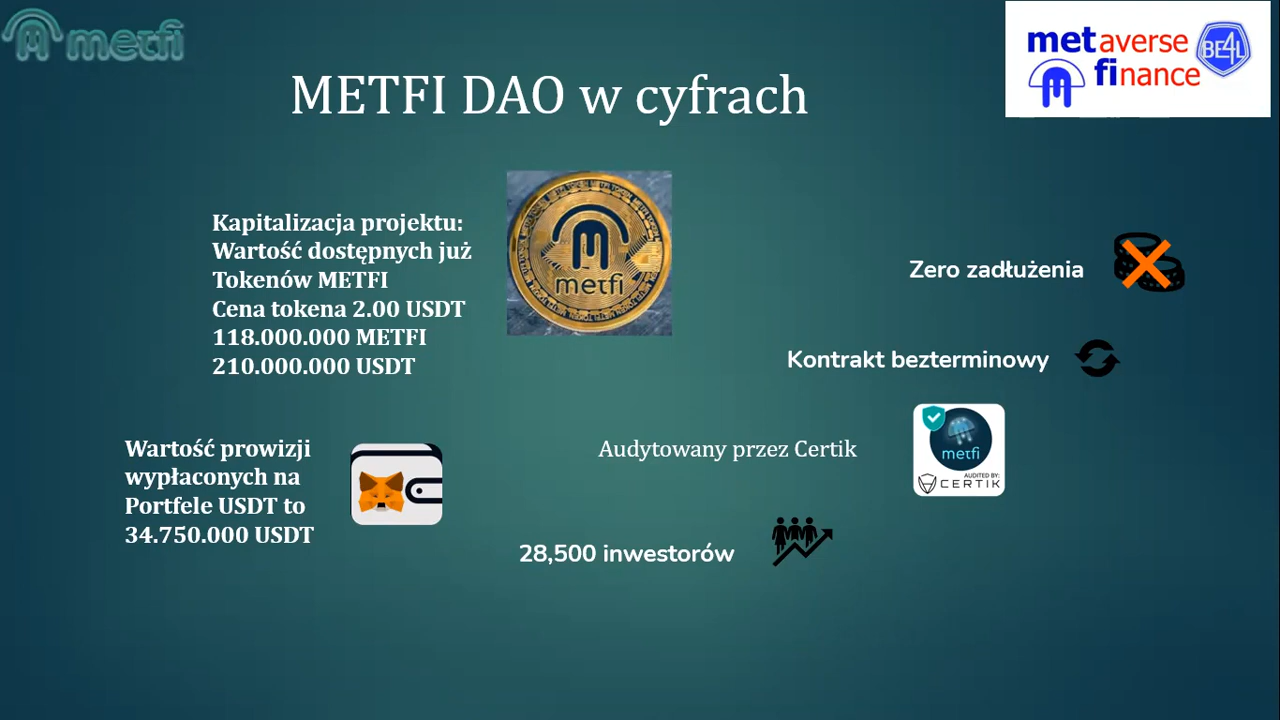 metfi
metaverse
finance
BE4L
METFI DAO w cyfrach
Kapitalizacja projektu:
Wartość dostępnych już
Tokenów METFI
Cena tokena 2.00 USDT
118.000.000 METFI
210.000.000 USDT
metfi
Zero zadłużenia
Kontrakt bezterminowy
Wartość prowizji
wypłaconych na
Portfele USDT to
34.750.000 USDT
Audytowany przez Certik
metfi
AUDITED BY:
CERTIK
28,500 inwestorów